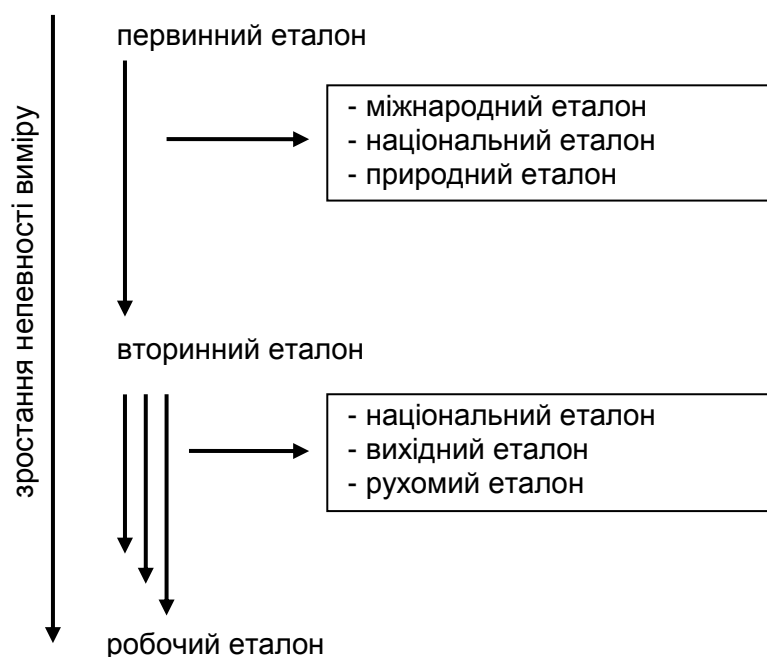 первинний еталон
- міжнародний еталон
- національний еталон
- природний еталон
зростання непевності виміру
вторинний еталон
- національний еталон
- вихідний еталон
- рухомий еталон
робочий еталон